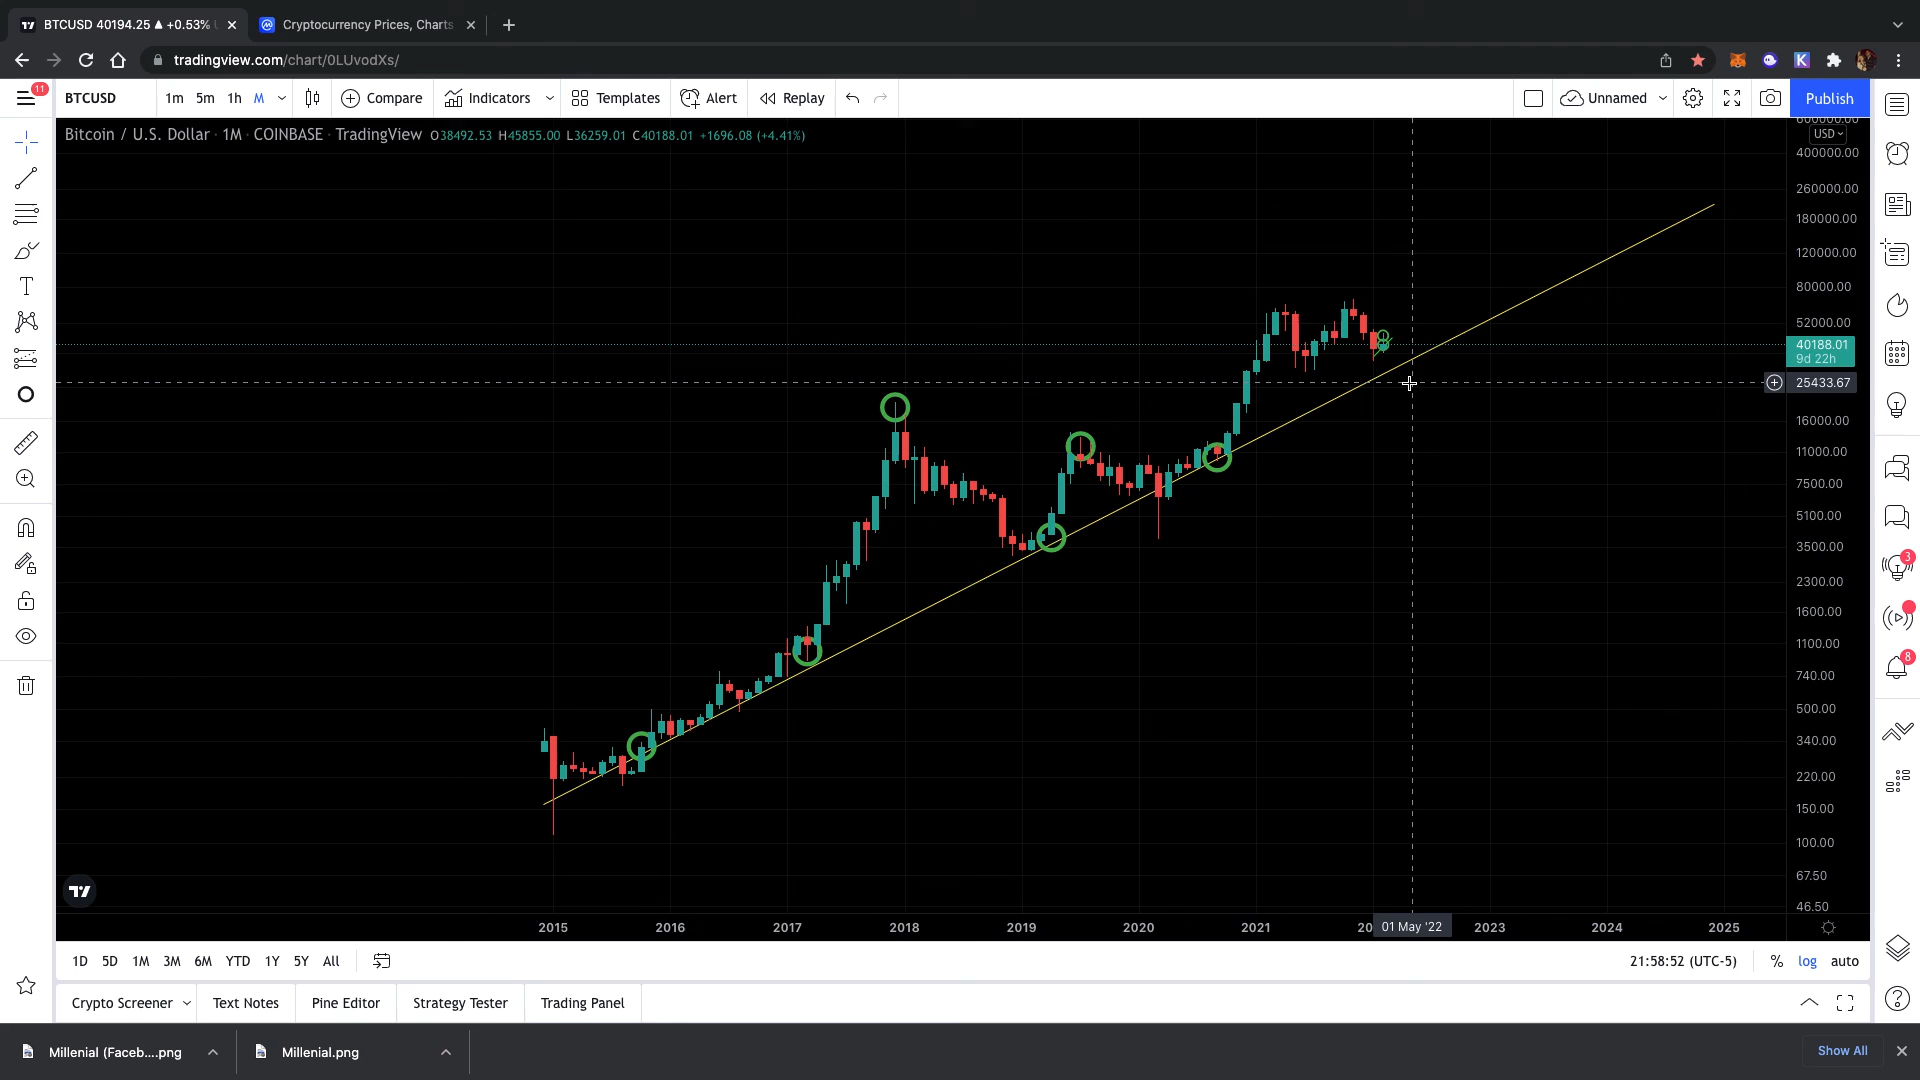 BTCUSD 40194.25 ▲ +0.53%
Cryptocurrency Prices, Charts
tradingview.com/chart/0LUvodXs/
11
BTCUSD 1m 5m 1h M Compare Indicators Templates Alert Replay Unnamed Publish
Bitcoin / U.S. Dollar · 1M · COINBASE · TradingView O38492.53 H45855.00 L36259.01 C40188.01 +1696.08 (+4.41%)
USD
400000.00
260000.00
180000.00
120000.00
80000.00
52000.00
40188.01
9d 22h
25433.67
16000.00
11000.00
7500.00
5100.00
3500.00
2300.00
1600.00
1100.00
740.00
500.00
340.00
220.00
150.00
100.00
67.50
46.50
3
8
2015 2016 2017 2018 2019 2020 2021 20 01 May '22 2023 2024 2025
1D 5D 1M 3M 6M YTD 1Y 5Y All 21:58:52 (UTC-5) % log auto
Crypto Screener Text Notes Pine Editor Strategy Tester Trading Panel
Millenial (Faceb....png Millenial.png Show All